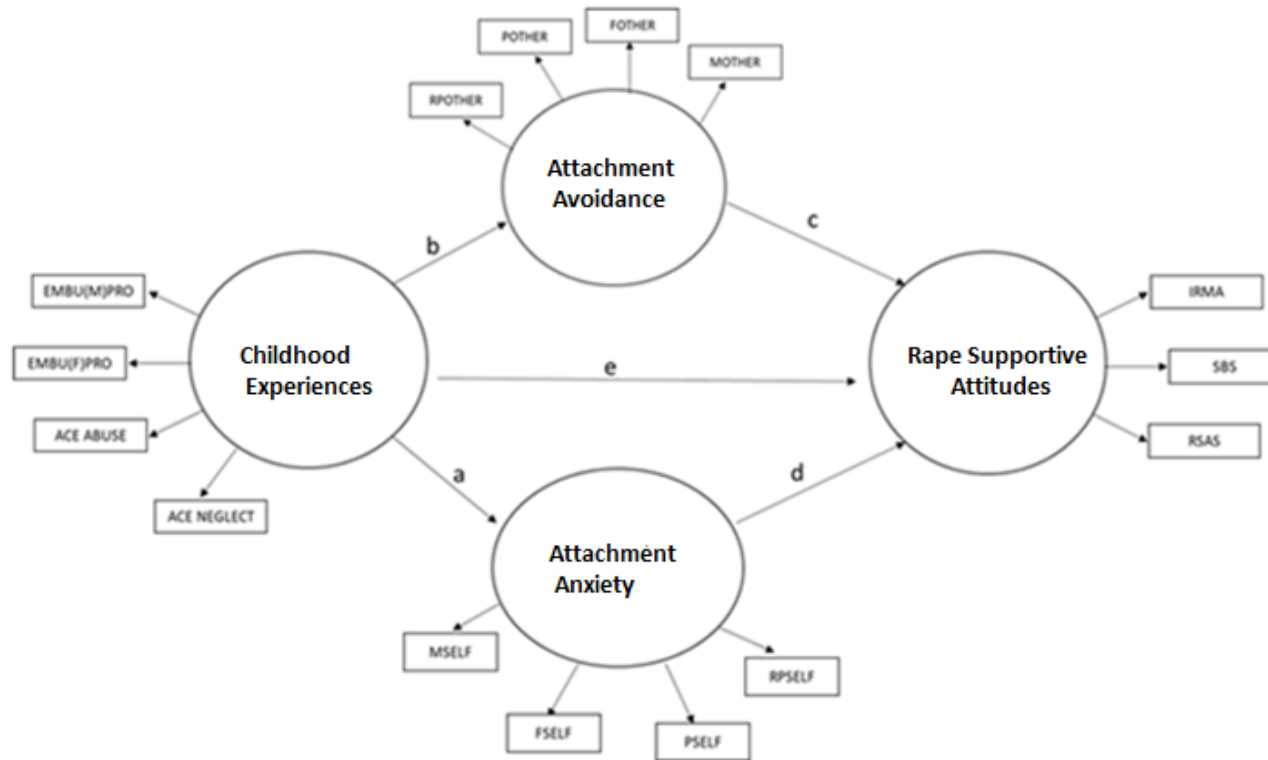 FOTHER
POTHER
MOTHER
RPOTHER
Attachment
Avoidance
b
c
EMBU(M)PRO
EMBU(F)PRO
ACE ABUSE
ACE NEGLECT
Childhood
Experiences
e
Rape Supportive
Attitudes
IRMA
SBS
RSAS
a
d
Attachment
Anxiety
MSELF
FSELF
PSELF
RPSELF